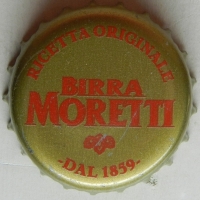 RICETTA ORIGINALE
BIRRA
MORETTI
-DAL 1859-